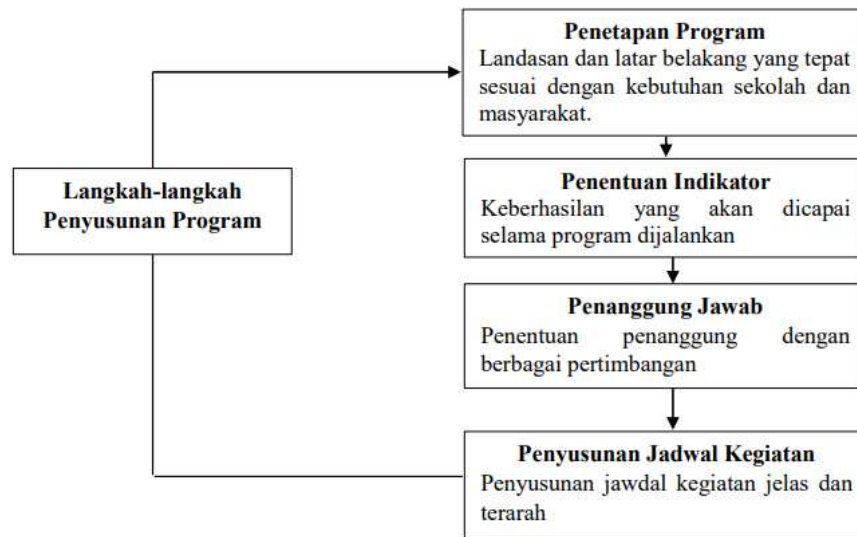 Penetapan Program
Landasan dan latar belakang yang tepat
sesuai dengan kebutuhan sekolah dan
masyarakat.
Langkah-langkah
Penyusunan Program
Penentuan Indikator
Keberhasilan yang akan dicapai
selama program dijalankan
Penanggung Jawab
Penentuan penanggung dengan
berbagai pertimbangan
Penyusunan Jadwal Kegiatan
Penyusunan jawdal kegiatan jelas dan
terarah